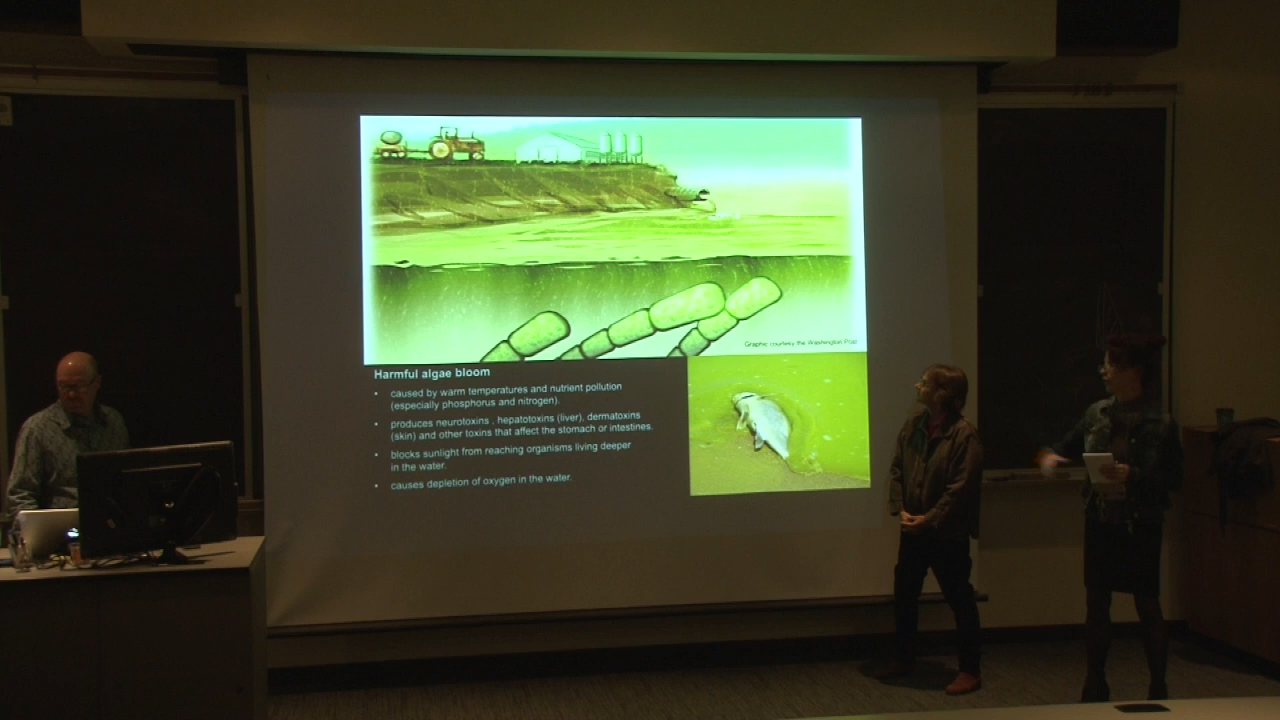 Graphic courtesy the Washington Post
Harmful algae bloom
• caused by warm temperatures and nutrient pollution
(especially phosphorus and nitrogen).
• produces neurotoxins , hepatotoxins (liver), dermatoxins
(skin) and other toxins that affect the stomach or intestines.
• blocks sunlight from reaching organisms living deeper
in the water.
• causes depletion of oxygen in the water.